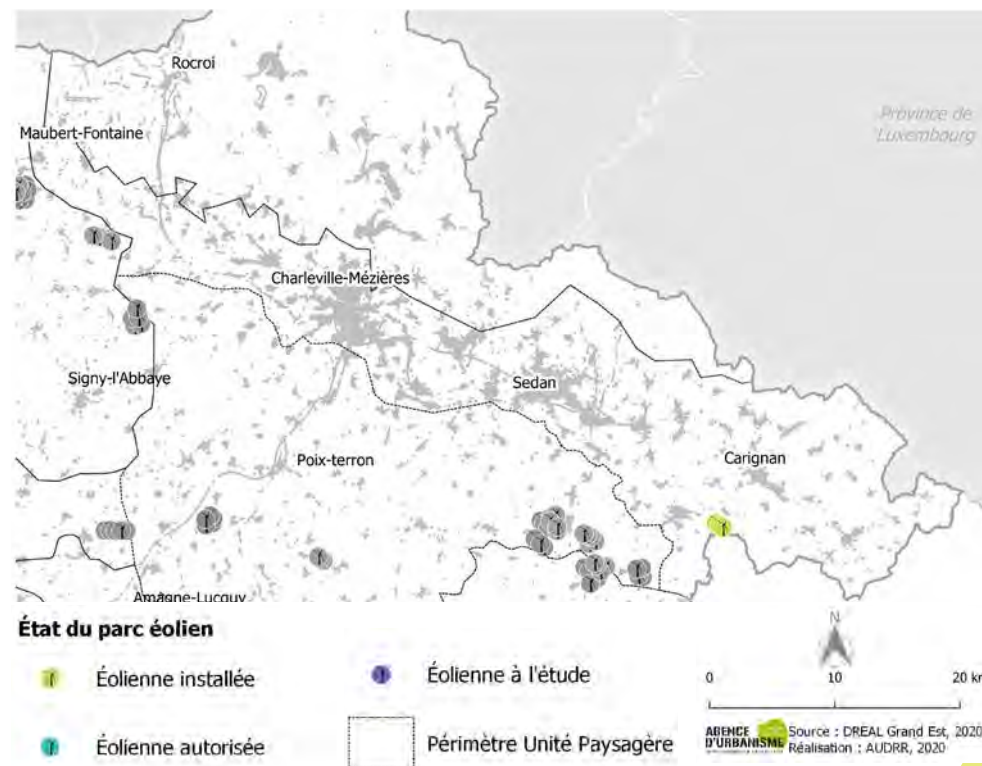 Rocroi
Province de
Luxembourg
Maubert-Fontaine
Charleville-Mézières
Signy-l'Abbaye
Sedan
Poix-terron
Carignan
Amagne-Lucquy
État du parc éolien
N
Éolienne installée
Éolienne à l'étude
0 10 20 km
Éolienne autorisée
Périmètre Unité Paysagère
AGENCE
D'URBANISME
Source : DREAL Grand Est, 2020
Réalisation : AUDRR, 2020